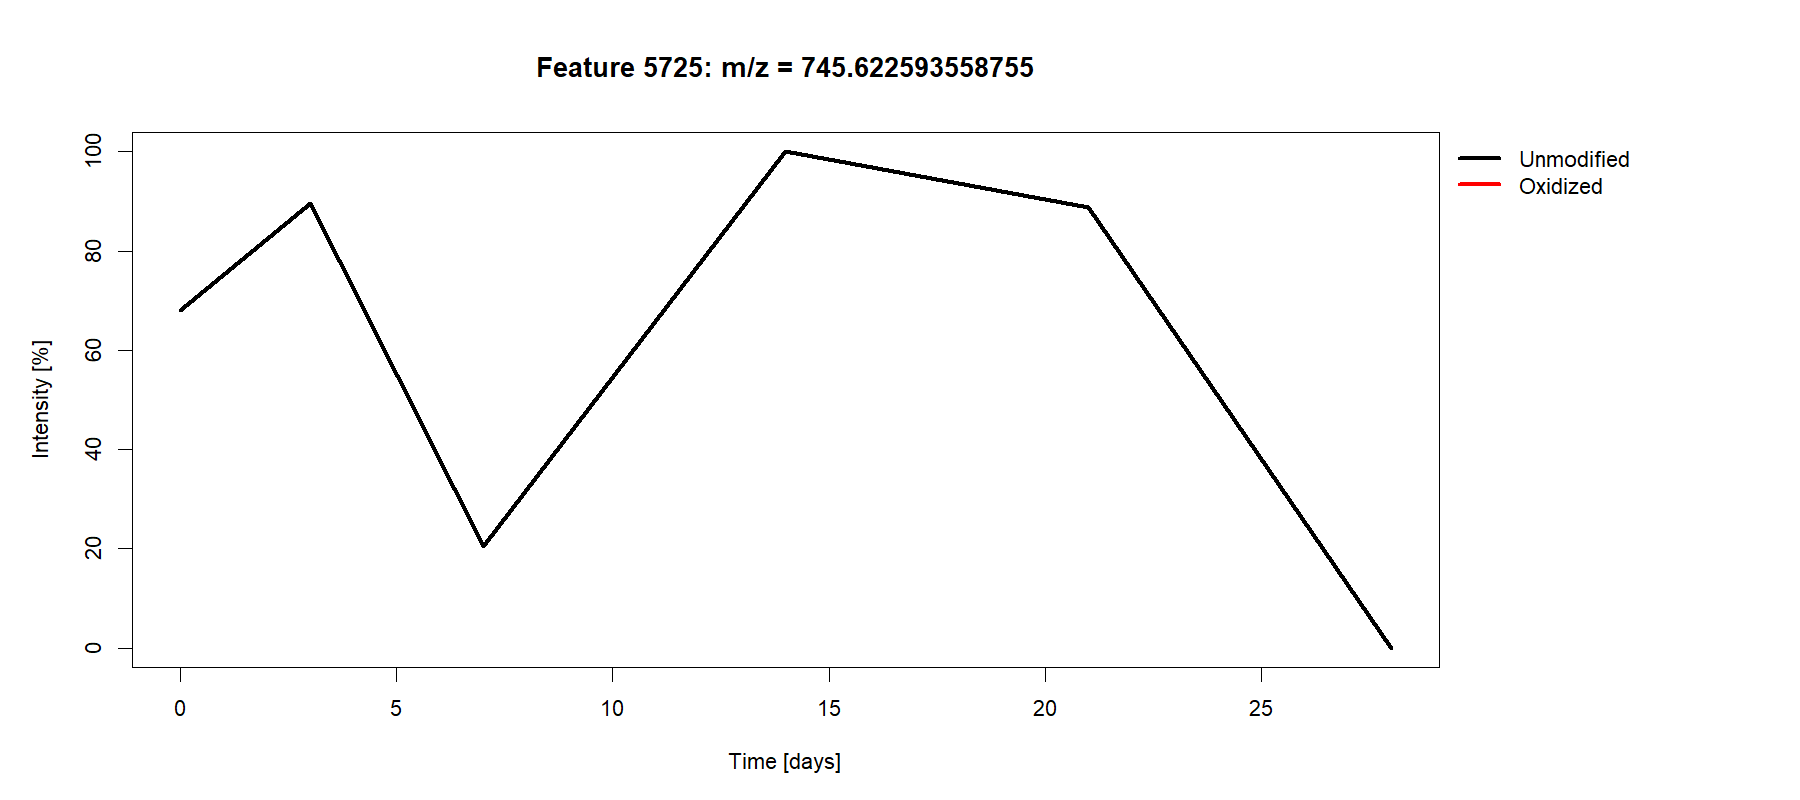 Feature 5725: m/z = 745.622593558755
Unmodified
Oxidized
Intensity [%]
100
80
60
40
20
0
0 5 10 15 20 25
Time [days]